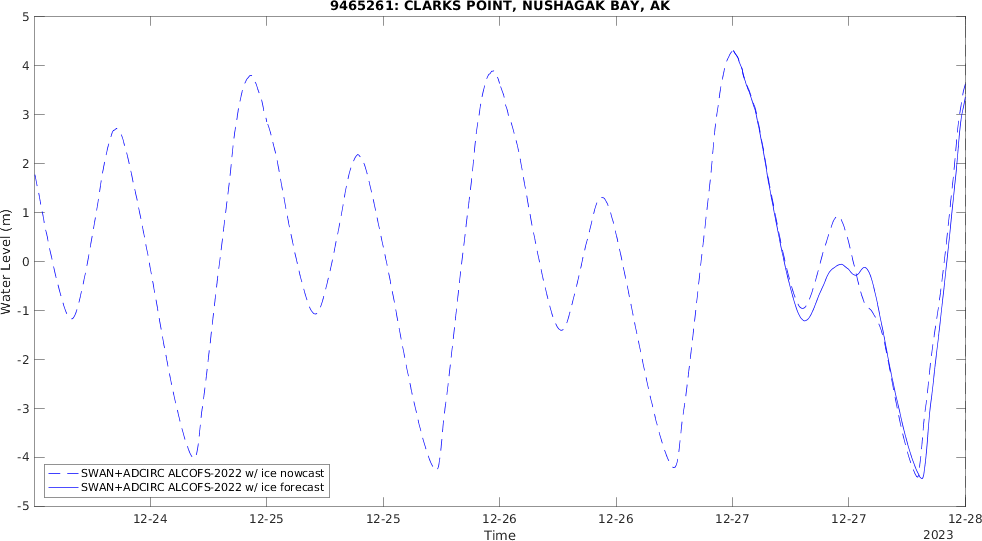 9465261: CLARKS POINT, NUSHAGAK BAY, AK
5
4
3
2
1
0
-1
-2
-3
-4
-5
Water Level (m)
SWAN+ADCIRC ALCOFS-2022 w/ ice nowcast
SWAN+ADCIRC ALCOFS-2022 w/ ice forecast
12-24 12-25 12-25 12-26 12-26 12-27 12-27 12-28
Time
2023